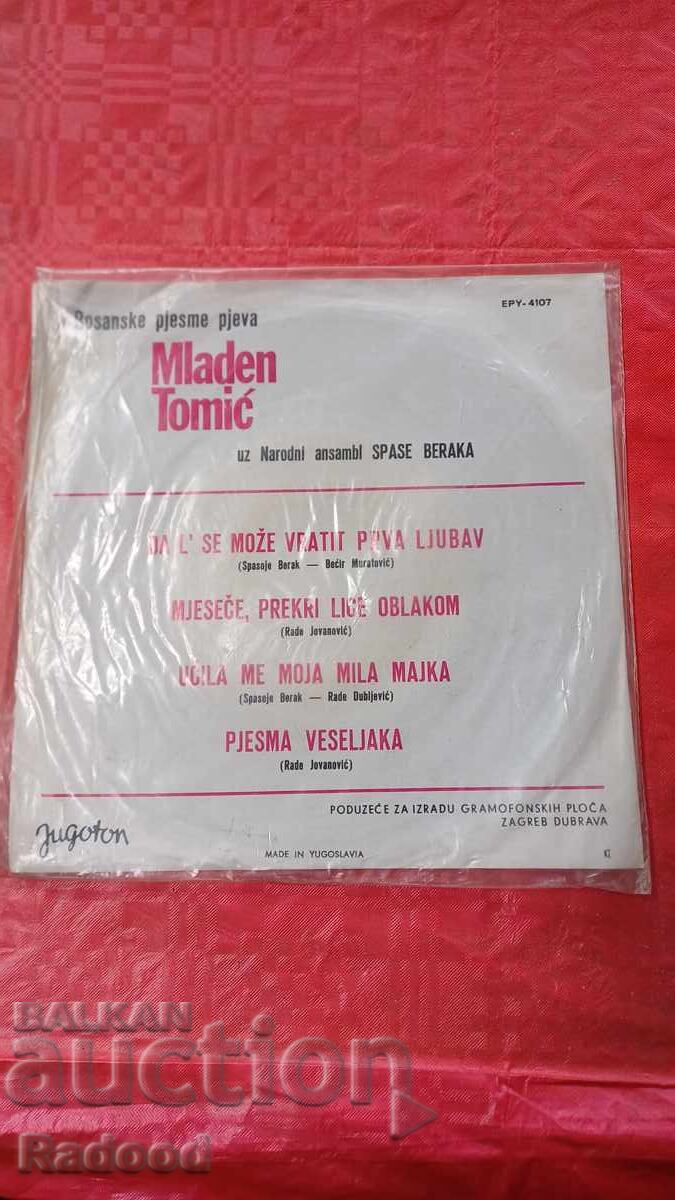 EPY-4107
Bosanske pjesme pjeva
Mladen
Tomić
uz Narodni ansambl SPASE BERAKA
DA L' SE MOŽE VRATIT PRVA LJUBAV
(Spasoje Berak — Bećir Muratović)
MJESEČE, PREKRI LICE OBLAKOM
(Rade Jovanović)
UČILA ME MOJA MILA MAJKA
(Spasoje Berak — Rade Dubljević)
PJESMA VESELJAKA
(Rade Jovanović)
Jugoton
PODUZEĆE ZA IZRADU GRAMOFONSKIH PLOČA
ZAGREB DUBRAVA
MADE IN YUGOSLAVIA
BALKAN
auction
Radood